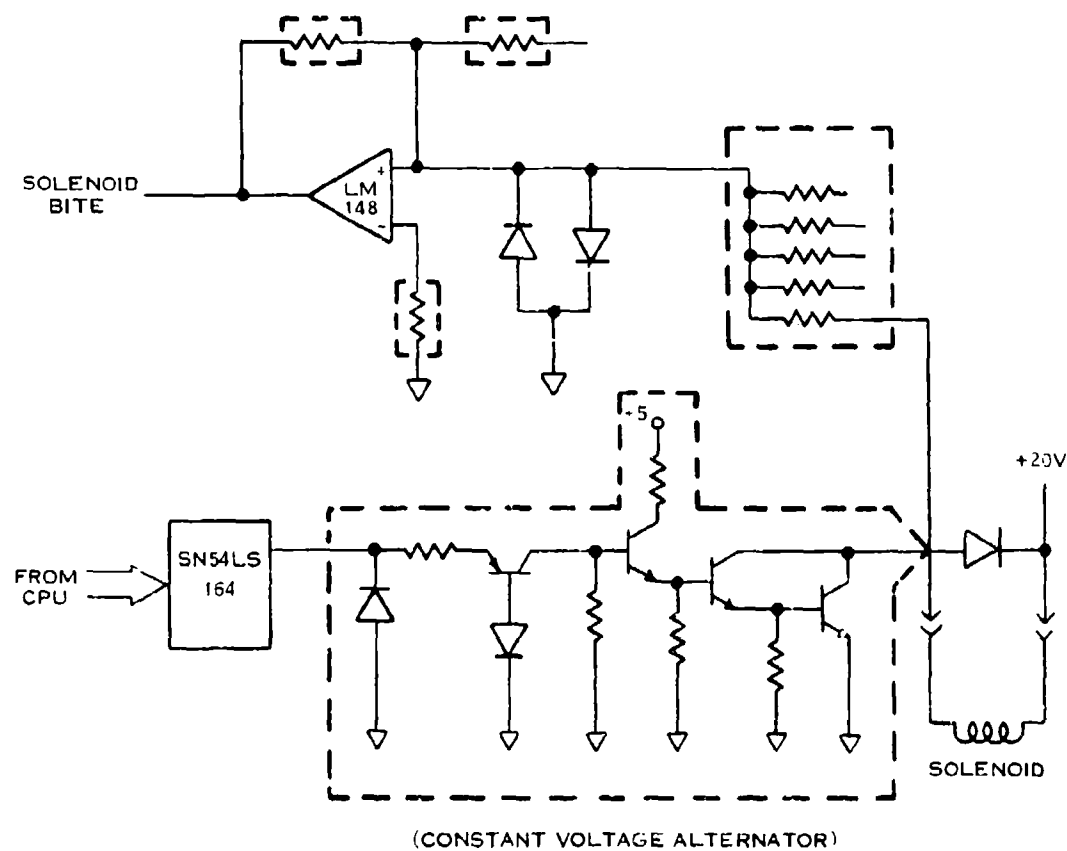 SOLENOID
BITE
+
LM
148
-
+5
+20V
FROM
CPU
SN54LS
164
SOLENOID
(CONSTANT VOLTAGE ALTERNATOR)